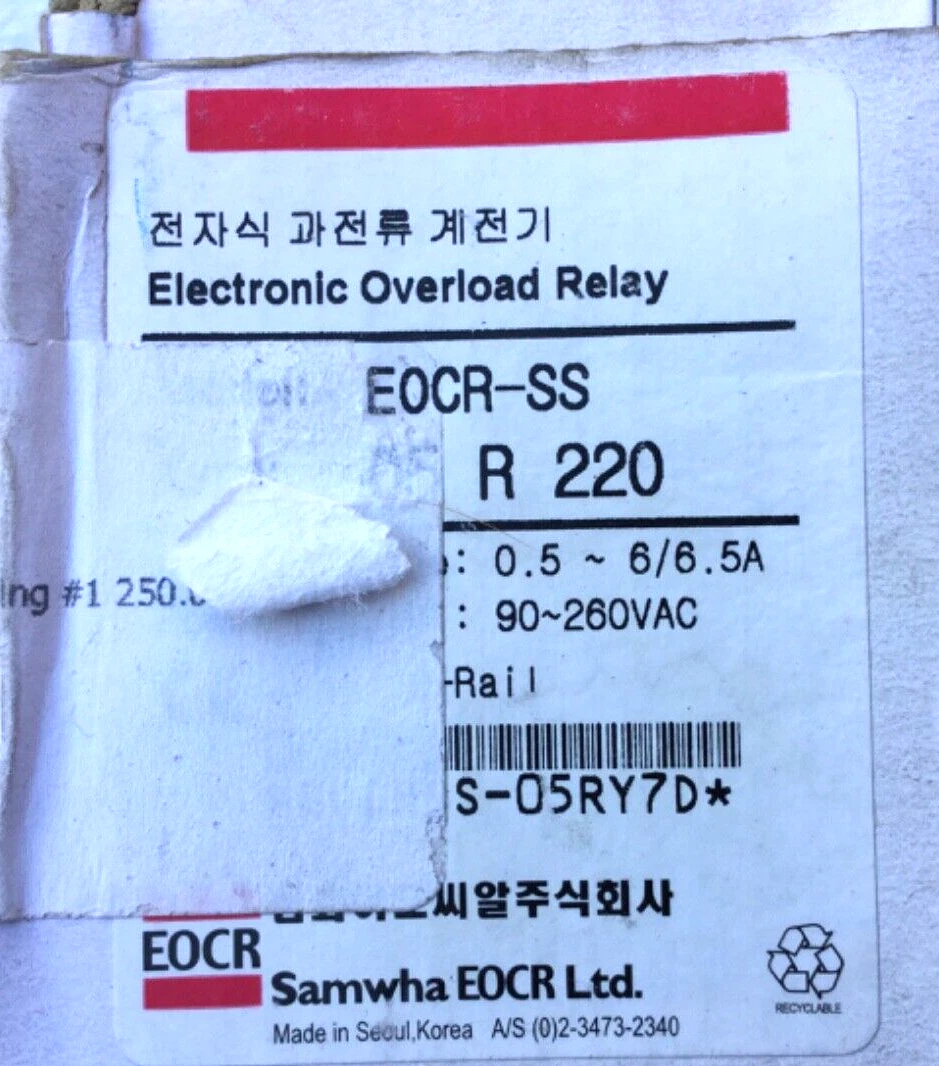 전자식 과전류 계전기
Electronic Overload Relay
EOCR-SS
R 220
: 0.5 ~ 6/6.5A
ing #1 250.
: 90~260VAC
-Rail
S-05RY7D*
씨알주식회사
EOCR
Samwha EOCR Ltd.
Made in Seoul,Korea A/S (0)2-3473-2340
RECYCLABLE